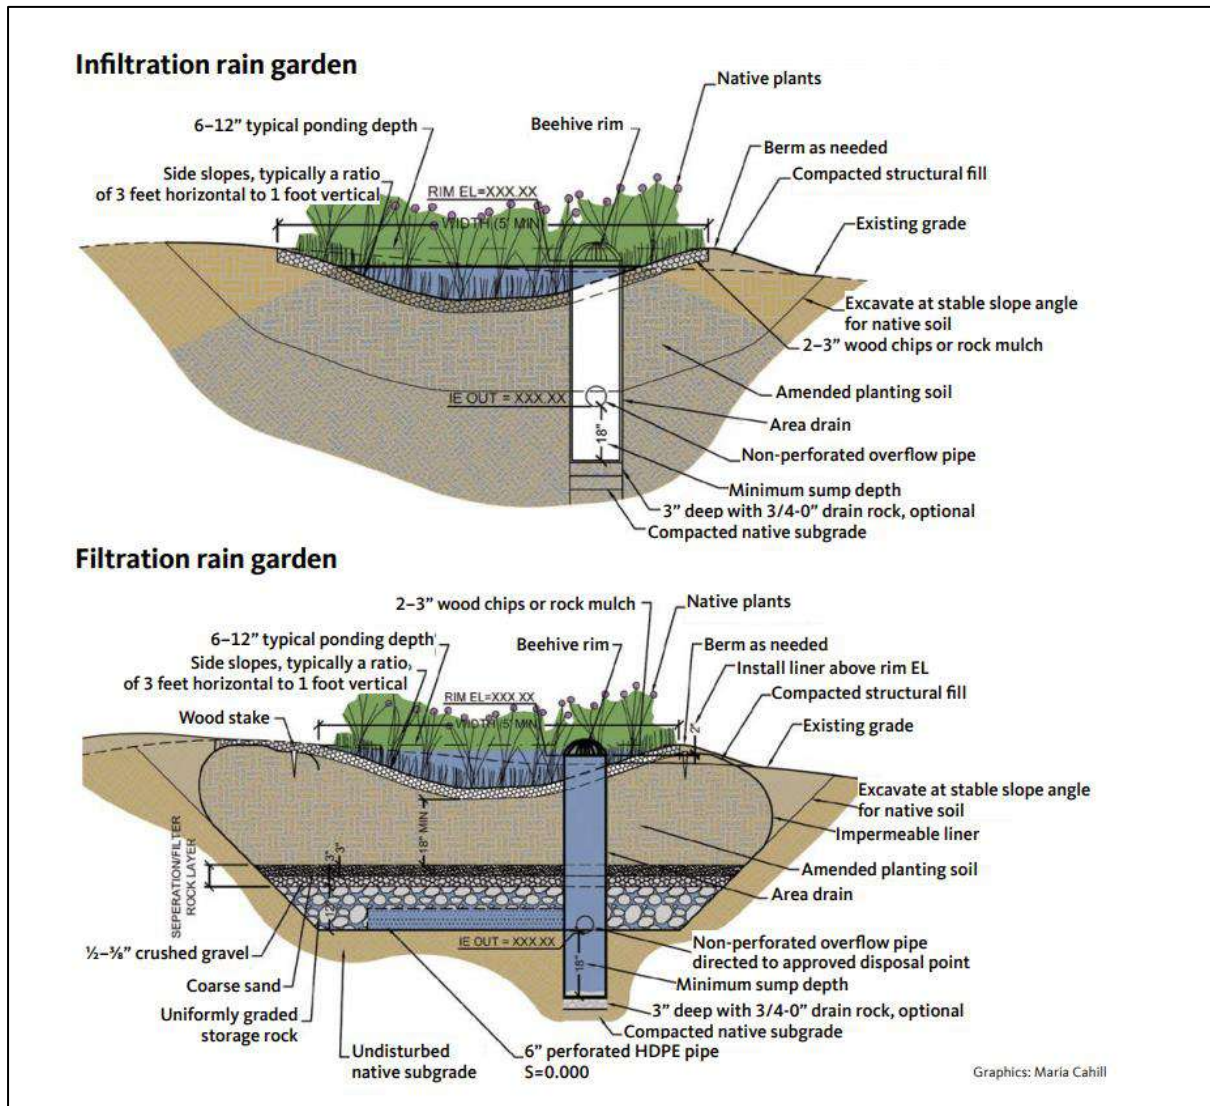 Infiltration rain garden
Native plants
6–12” typical ponding depth
Beehive rim
Berm as needed
Side slopes, typically a ratio
of 3 feet horizontal to 1 foot vertical
Compacted structural fill
RIM EL=XXX.XX
WIDTH (5' MIN)
Existing grade
Excavate at stable slope angle
for native soil
2–3” wood chips or rock mulch
Amended planting soil
IE OUT = XXX.XX
Area drain
18"
Non-perforated overflow pipe
Minimum sump depth
3” deep with 3/4-0” drain rock, optional
Compacted native subgrade
Filtration rain garden
2–3” wood chips or rock mulch
Native plants
6–12” typical ponding depth
Beehive rim
Berm as needed
Side slopes, typically a ratio,
of 3 feet horizontal to 1 foot vertical
Install liner above rim EL
Compacted structural fill
RIM EL=XXX.XX
Wood stake
WIDTH (5' MIN)
2"
Existing grade
Excavate at stable slope angle
for native soil
Impermeable liner
18" MIN
3"
3"
12"
SEPERATION/FILTER
ROCK LAYER
Amended planting soil
Area drain
IE OUT = XXX.XX
18"
Non-perforated overflow pipe
directed to approved disposal point
½–⅜” crushed gravel
Minimum sump depth
Coarse sand
3” deep with 3/4-0” drain rock, optional
Uniformly graded
storage rock
Compacted native subgrade
Undisturbed
native subgrade
6” perforated HDPE pipe
S=0.000
Graphics: Maria Cahill